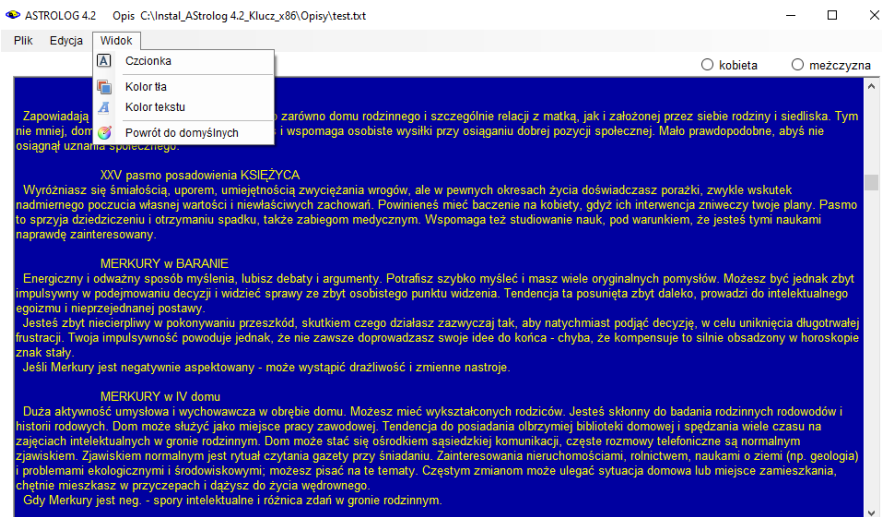 ASTROLOG 4.2 Opis C:\Instal_AStrolog 4.2_Klucz_x86\Opisy\test.txt
Plik Edycja Widok
Czcionka
Kolor tła
Kolor tekstu
Powrót do domyślnych
kobieta mężczyzna
Zapowiadają o zarówno domu rodzinnego i szczególnie relacji z matką, jak i założonej przez siebie rodziny i siedliska. Tym
nie mniej, dom i wspomaga osobiste wysiłki przy osiąganiu dobrej pozycji społecznej. Mało prawdopodobne, abyś nie
osiągnął uznania społecznego.
XXV pasmo posadowienia KSIĘŻYCA
Wyróżniasz się śmiałością, uporem, umiejętnością zwyciężania wrogów, ale w pewnych okresach życia doświadczasz porażki, zwykle wskutek
nadmiernego poczucia własnej wartości i niewłaściwych zachowań. Powinieneś mieć baczenie na kobiety, gdyż ich interwencja zniweczy twoje plany. Pasmo
to sprzyja dziedziczeniu i otrzymaniu spadku, także zabiegom medycznym. Wspomaga też studiowanie nauk, pod warunkiem, że jesteś tymi naukami
naprawdę zainteresowany.
MERKURY w BARANIE
Energiczny i odważny sposób myślenia, lubisz debaty i argumenty. Potrafisz szybko myśleć i masz wiele oryginalnych pomysłów. Możesz być jednak zbyt
impulsywny w podejmowaniu decyzji i widzieć sprawy ze zbyt osobistego punktu widzenia. Tendencja ta posunięta zbyt daleko, prowadzi do intelektualnego
egoizmu i nieprzejednanej postawy.
Jesteś zbyt niecierpliwy w pokonywaniu przeszkód, skutkiem czego działasz zazwyczaj tak, aby natychmiast podjąć decyzję, w celu uniknięcia długotrwałej
frustracji. Twoja impulsywność powoduje jednak, że nie zawsze doprowadzasz swoje idee do końca - chyba, że kompensuje to silnie obsadzony w horoskopie
znak stały.
Jeśli Merkury jest negatywnie aspektowany - może wystąpić drażliwość i zmienne nastroje.
MERKURY w IV domu
Duża aktywność umysłowa i wychowawcza w obrębie domu. Możesz mieć wykształconych rodziców. Jesteś skłonny do badania rodzinnych rodowodów i
historii rodowych. Dom może służyć jako miejsce pracy zawodowej. Tendencja do posiadania olbrzymiej biblioteki domowej i spędzania wiele czasu na
zajęciach intelektualnych w gronie rodzinnym. Dom może stać się ośrodkiem sąsiedzkiej komunikacji, częste rozmowy telefoniczne są normalnym
zjawiskiem. Zjawiskiem normalnym jest rytuał czytania gazety przy śniadaniu. Zainteresowania nieruchomościami, rolnictwem, naukami o ziemi (np. geologia)
i problemami ekologicznymi i środowiskowymi; możesz pisać na te tematy. Częstym zmianom może ulegać sytuacja domowa lub miejsce zamieszkania,
chętnie mieszkasz w przyczepach i dążysz do życia wędrownego.
Gdy Merkury jest neg. - spory intelektualne i różnica zdań w gronie rodzinnym.